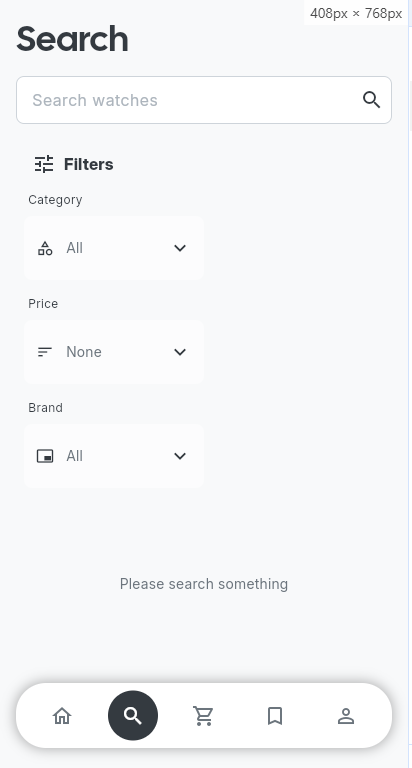 408px × 768px
Search
Search watches
Filters
Category
All
Price
None
Brand
All
Please search something